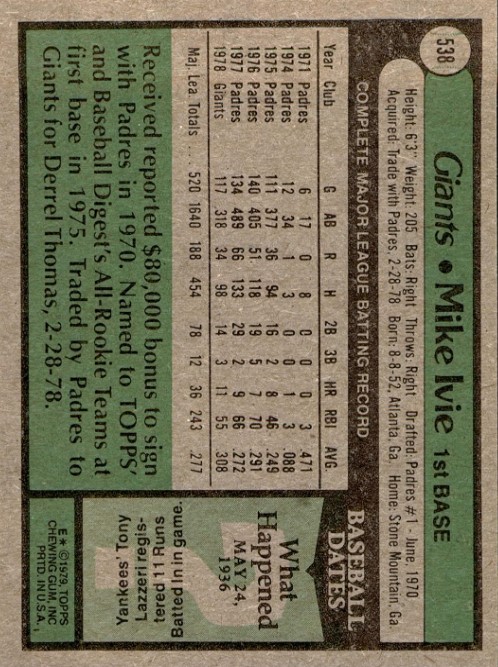 538
Giants • Mike Ivie 1st BASE
Height: 6'3" Weight: 205 Bats: Right Throws: Right Drafted: Padres #1 - June, 1970
Acquired: Trade with Padres, 2-28-78 Born: 8-8-52, Atlanta, Ga. Home: Stone Mountain, Ga.
COMPLETE MAJOR LEAGUE BATTING RECORD
Year Club G AB R H 2B 3B HR RBI AVG.
1971 Padres 6 17 0 8 0 0 0 3 .471
1974 Padres 12 34 1 3 0 0 1 3 .088
1975 Padres 111 377 36 94 16 2 8 46 .249
1976 Padres 140 405 51 118 19 5 7 70 .291
1977 Padres 134 489 66 133 29 2 9 66 .272
1978 Giants 117 318 34 98 14 3 11 55 .308
Maj. Lea. Totals ... 520 1640 188 454 78 12 36 243 .277
Received reported $80,000 bonus to sign
with Padres in 1970. Named to TOPPS'
and Baseball Digest's All-Rookie Teams at
first base in 1975. Traded by Padres to
Giants for Derrel Thomas, 2-28-78.
BASEBALL
DATES
What
Happened
MAY 24,
1936
Yankees, Tony
Lazzeri regis-
tered 11 Runs
Batted in in game.
E * © 1979, TOPPS
CHEWING GUM, INC
PRTD. IN U.S.A.